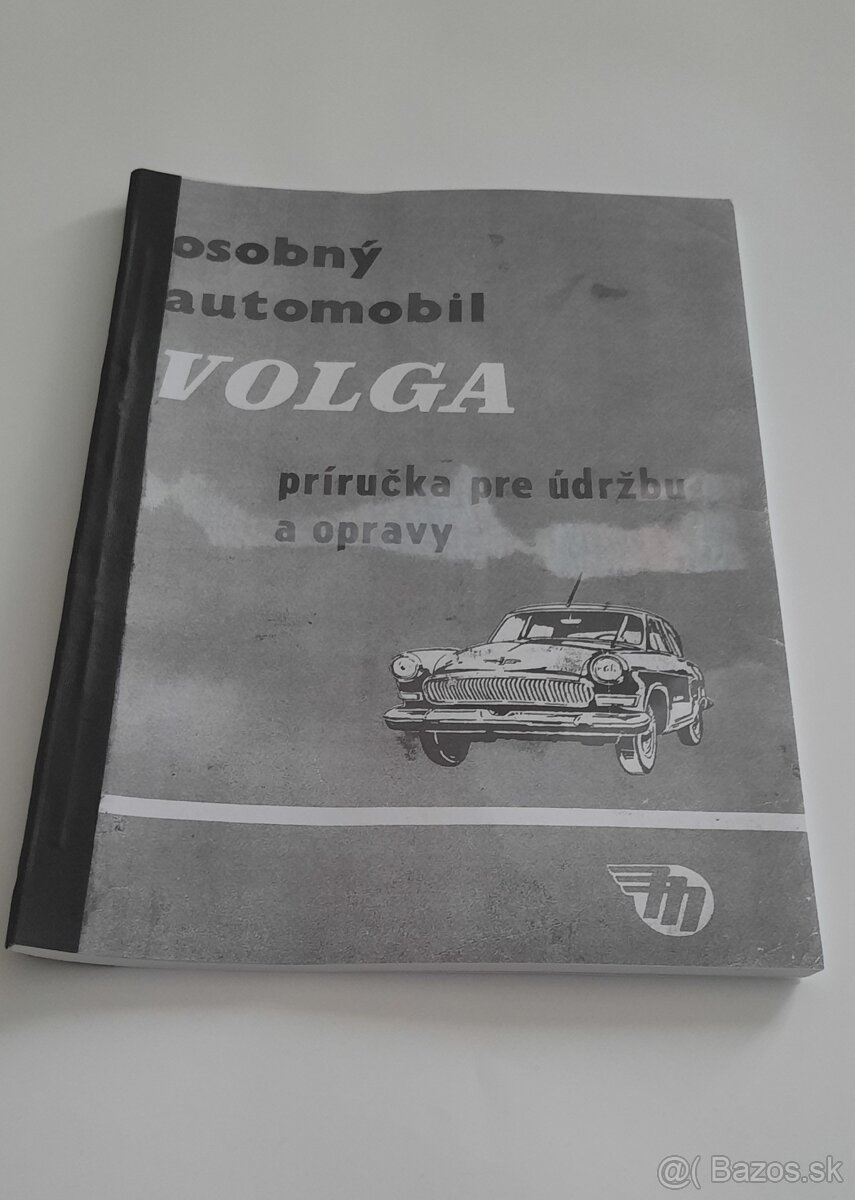 osobný
automobil
VOLGA
príručka pre údržbu
a opravy
m
@( Bazos.sk